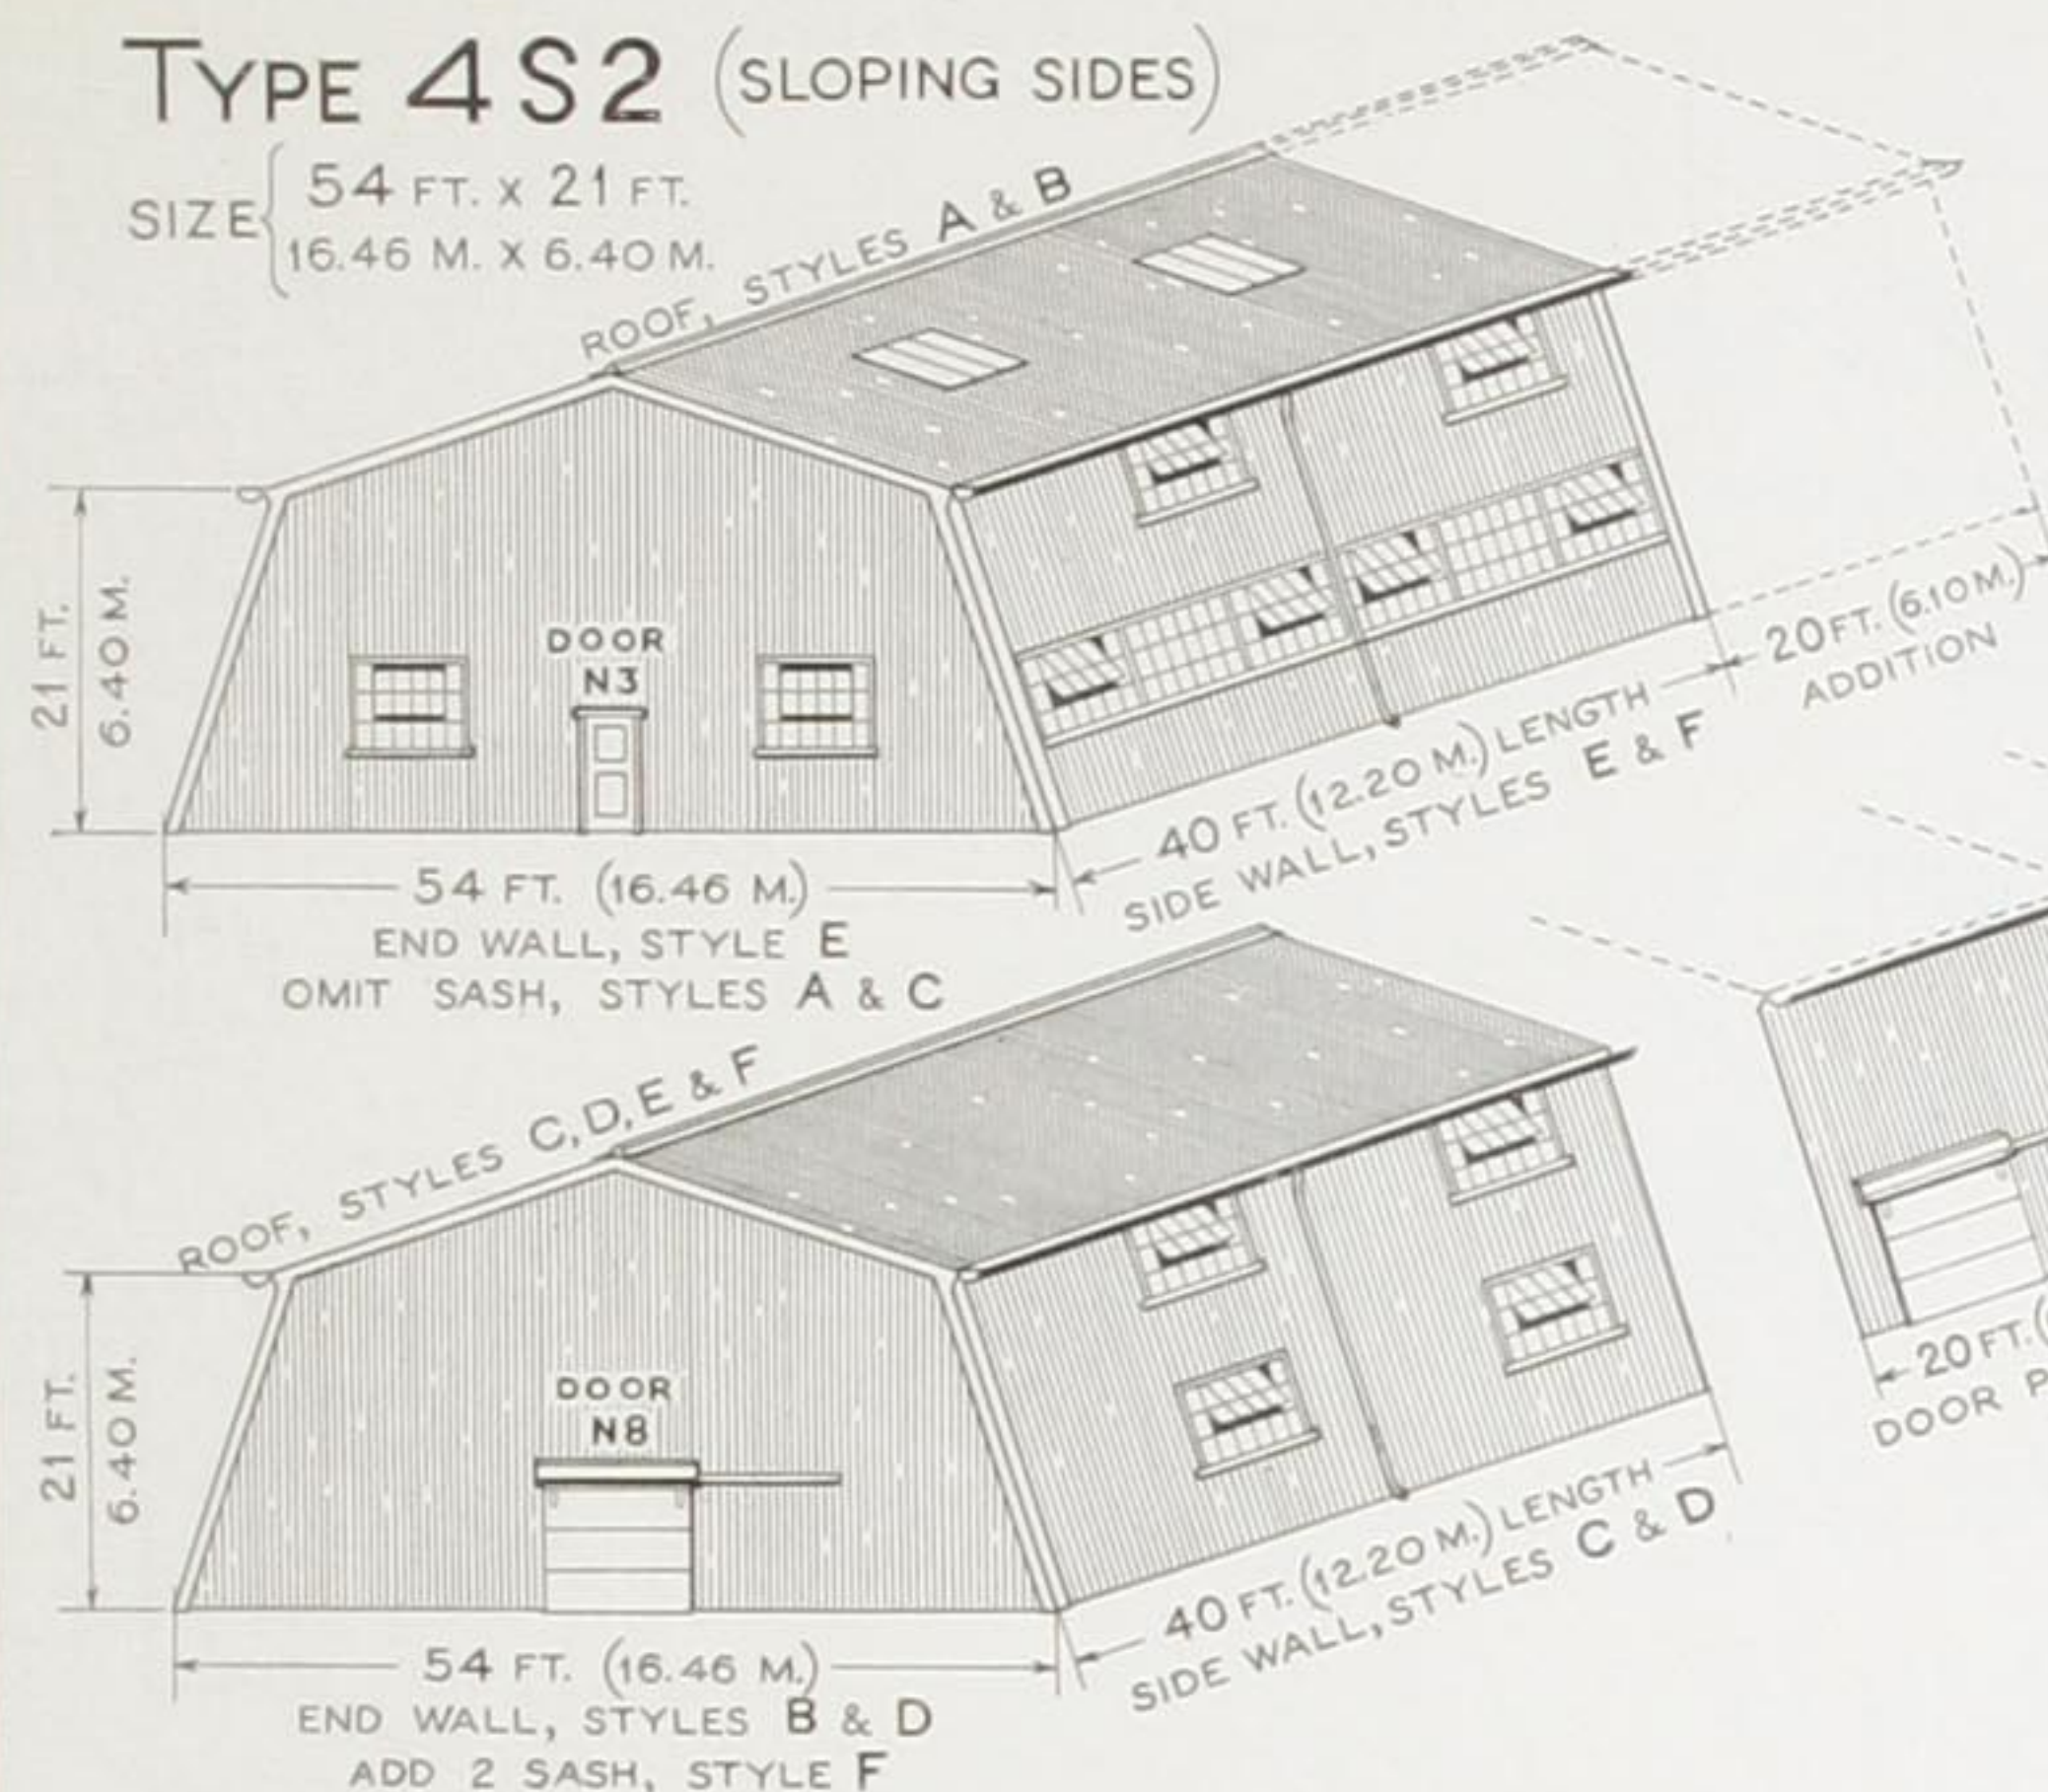 TYPE 4S2 (SLOPING SIDES)
SIZE { 54 FT. X 21 FT.
16.46 M. X 6.40 M.
ROOF, STYLES A & B
21 FT.
6.40 M.
DOOR
N3
54 FT. (16.46 M.)
END WALL, STYLE E
OMIT SASH, STYLES A & C
40 FT. (12.20 M.) LENGTH
SIDE WALL, STYLES E & F
20 FT. (6.10 M.)
ADDITION
ROOF, STYLES C, D, E & F
21 FT.
6.40 M.
DOOR
N8
54 FT. (16.46 M.)
END WALL, STYLES B & D
ADD 2 SASH, STYLE F
40 FT. (12.20 M.) LENGTH
SIDE WALL, STYLES C & D
20 FT. (
DOOR P